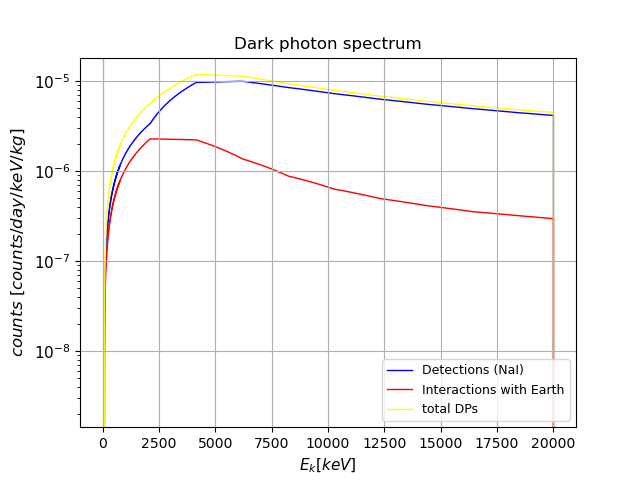 Dark photon spectrum
counts [counts/day/keV/kg]
10⁻⁵
10⁻⁶
10⁻⁷
10⁻⁸
Detections (NaI)
Interactions with Earth
total DPs
0 2500 5000 7500 10000 12500 15000 17500 20000
E_k[keV]